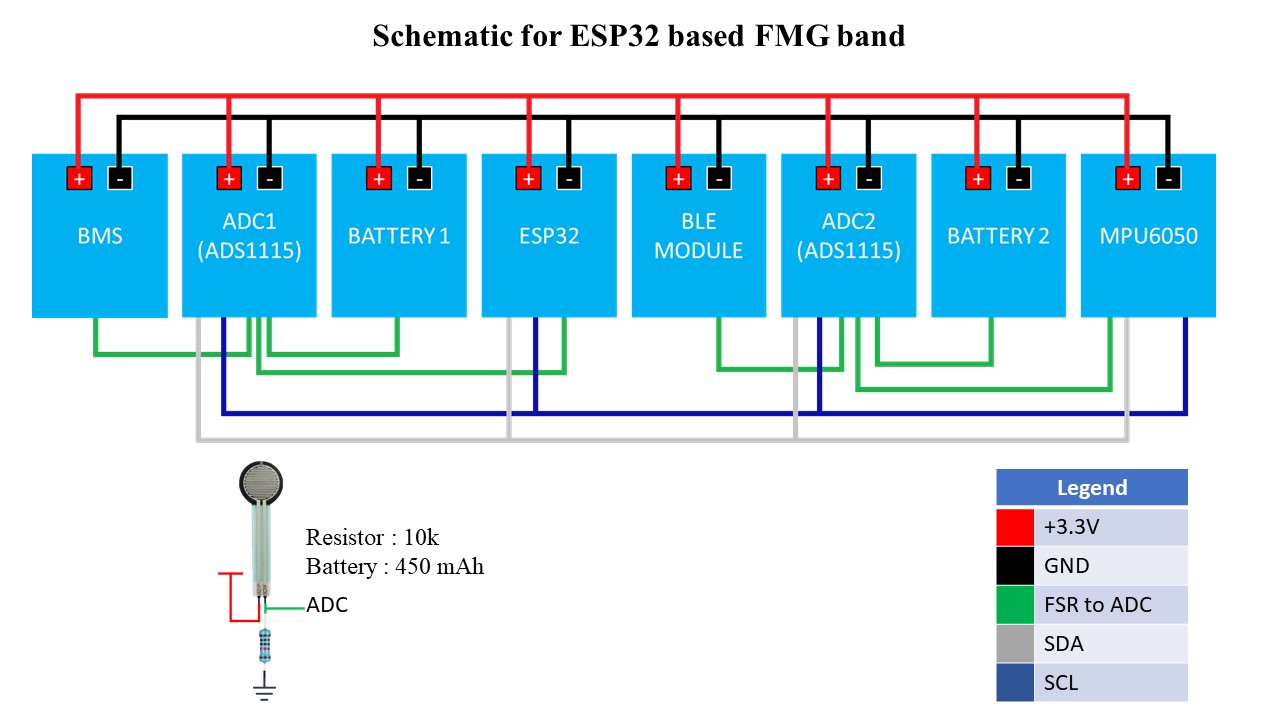 Schematic for ESP32 based FMG band
+ - + - + - + - + - + - + - + -
BMS
ADC1
(ADS1115)
BATTERY 1
ESP32
BLE
MODULE
ADC2
(ADS1115)
BATTERY 2
MPU6050
Resistor : 10k
Battery : 450 mAh
ADC
Legend
+3.3V
GND
FSR to ADC
SDA
SCL